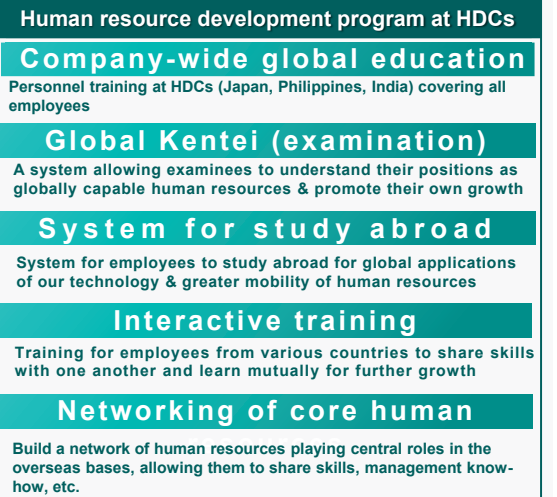 Human resource development program at HDCs
Company-wide global education
Personnel training at HDCs (Japan, Philippines, India) covering all
employees
Global Kentei (examination)
A system allowing examinees to understand their positions as
globally capable human resources & promote their own growth
System for study abroad
System for employees to study abroad for global applications
of our technology & greater mobility of human resources
Interactive training
Training for employees from various countries to share skills
with one another and learn mutually for further growth
Networking of core human
Build a network of human resources playing central roles in the
overseas bases, allowing them to share skills, management know-
how, etc.